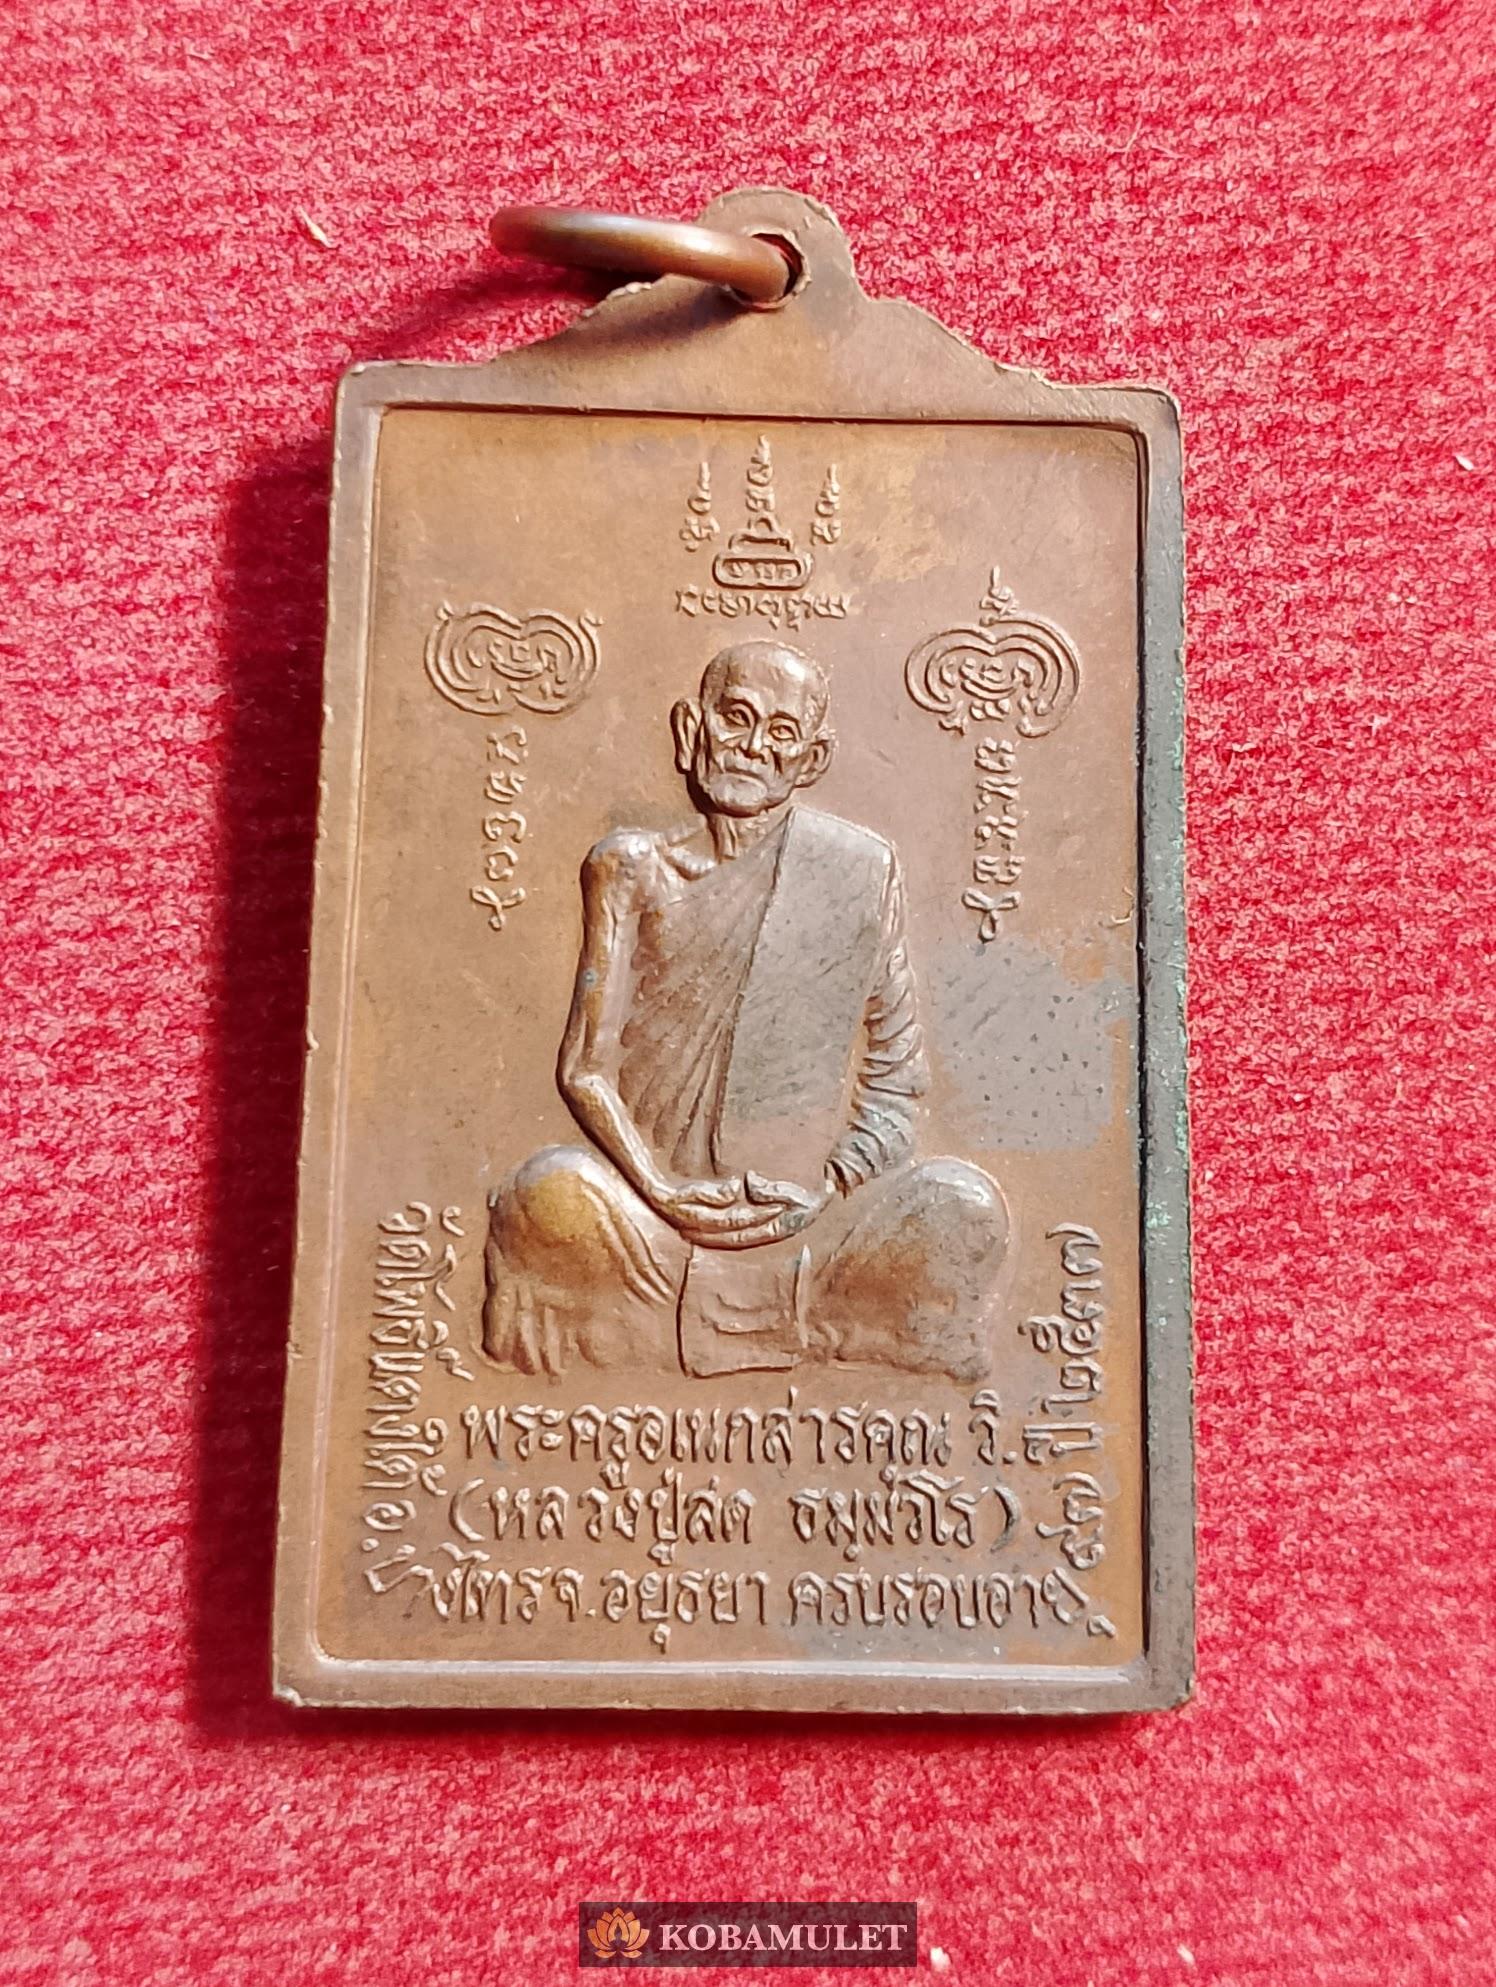 วัดโพธิ์แตงใต้ อ.บางไทร จ.อยุธยา ครบรอบอายุ ๘๗ ปี ๒๕๓๗
พระครูอเนกสารคุณ วิ.
(หลวงปู่สด ธมฺมวโร)
KOBAMULET